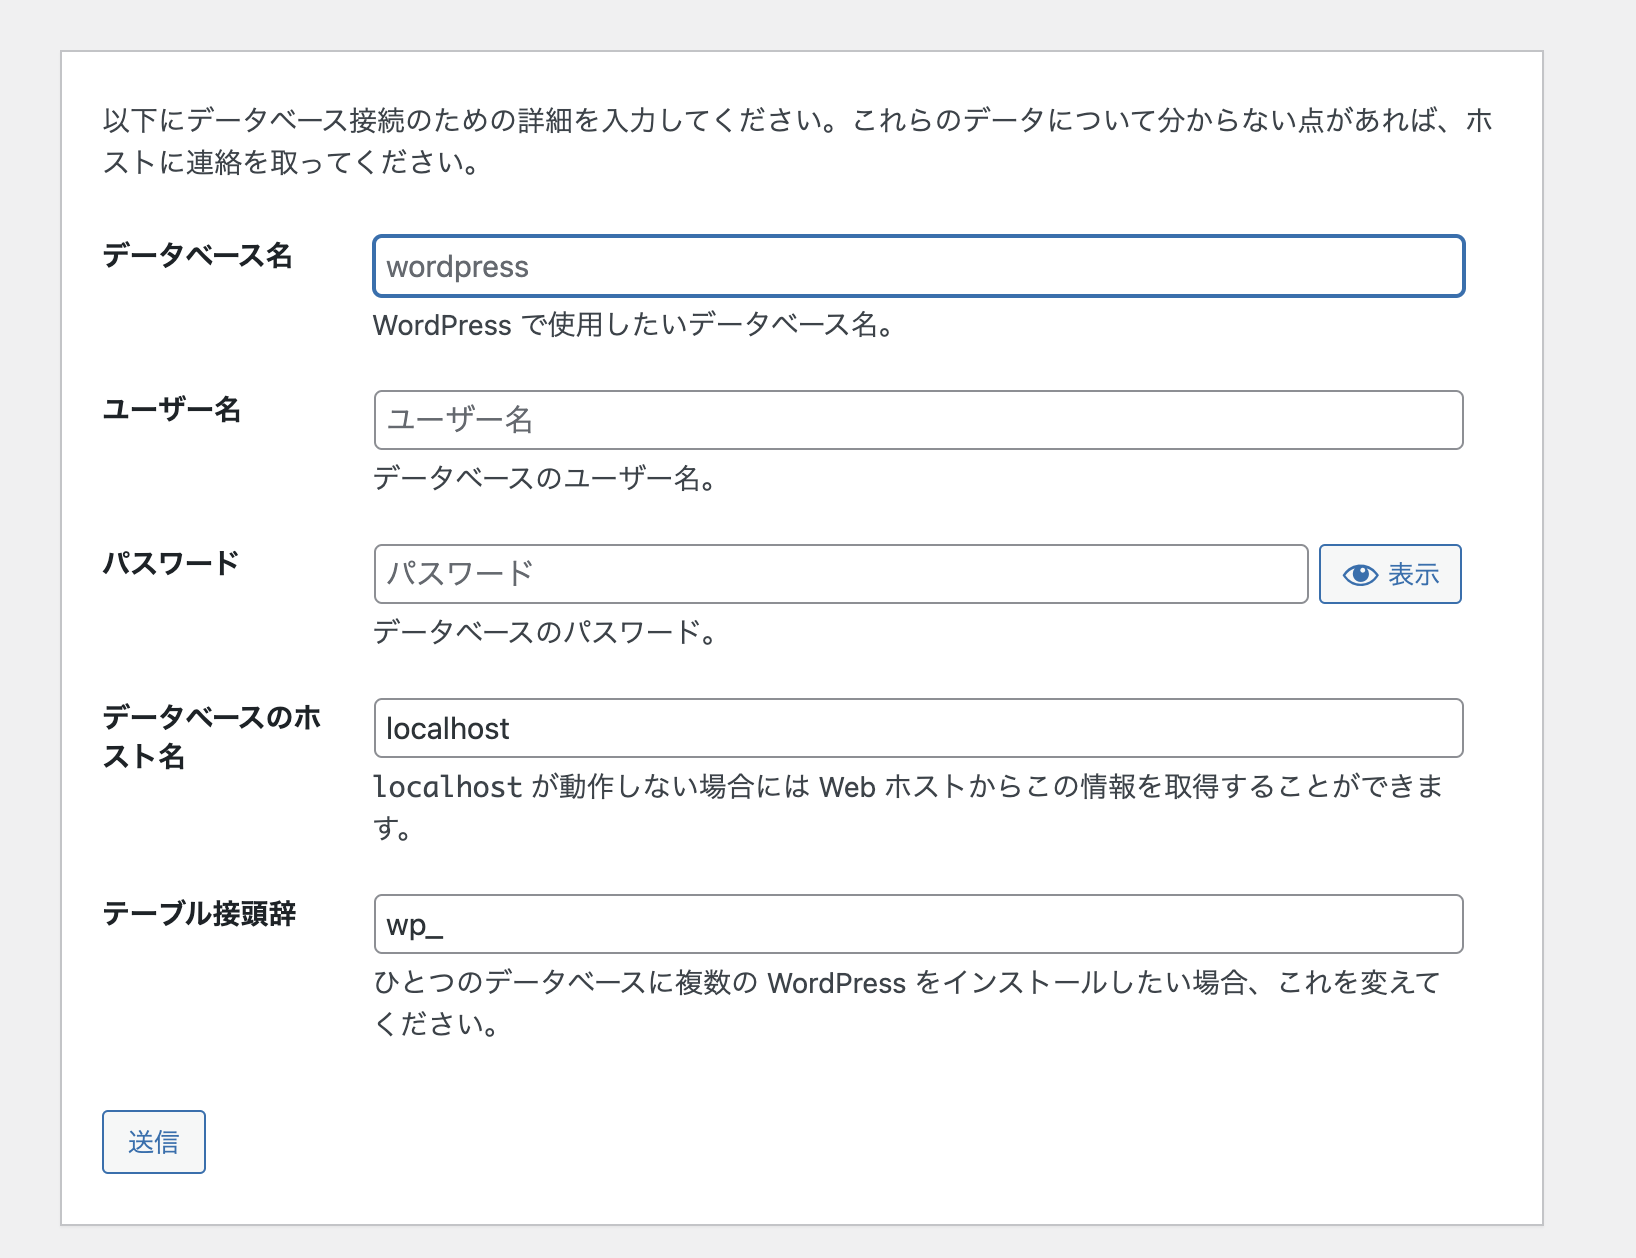 以下にデータベース接続のための詳細を入力してください。これらのデータについて分からない点があれば、ホ
ストに連絡を取ってください。
データベース名
wordpress
WordPress で使用したいデータベース名。
ユーザー名
ユーザー名
データベースのユーザー名。
パスワード
パスワード
表示
データベースのパスワード。
データベースのホ
スト名
localhost
localhost が動作しない場合には Web ホストからこの情報を取得することができま
す。
テーブル接頭辞
wp_
ひとつのデータベースに複数の WordPress をインストールしたい場合、これを変えて
ください。
送信